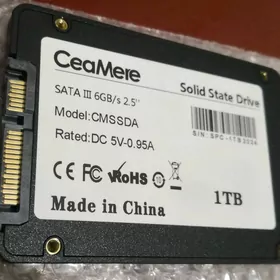 CeaMere
Solid State Drive
SATA III 6GB/s 2.5"
Model:CMSSDA
Rated:DC 5V-0.95A
CE FC RoHS
Made in China
1TB